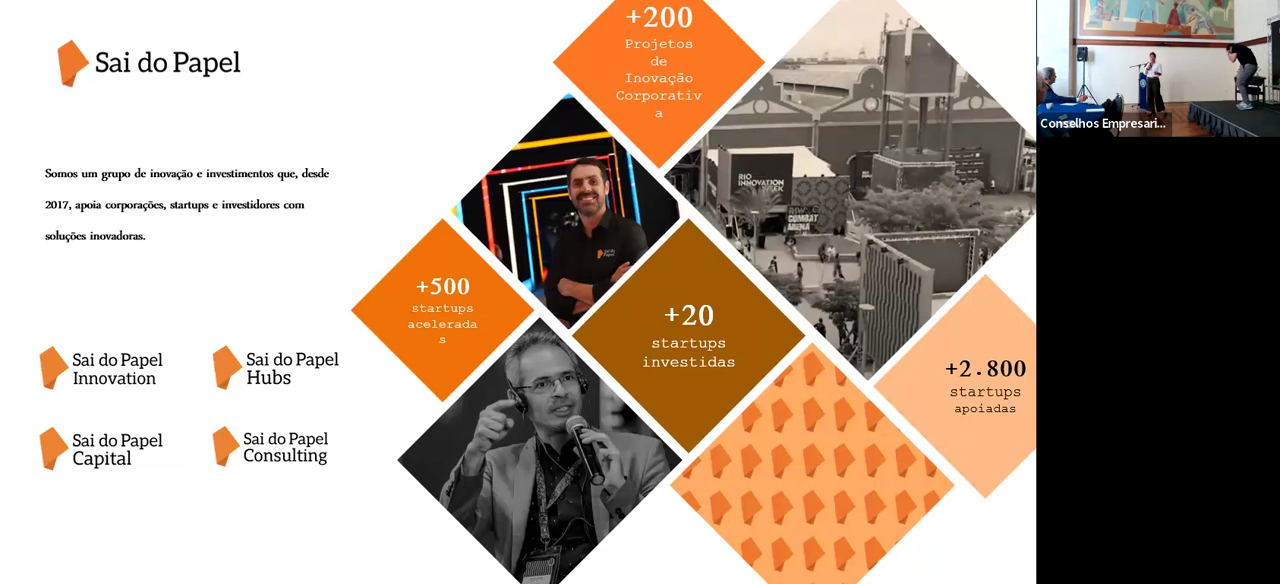 Sai do Papel
Somos um grupo de inovação e investimentos que, desde
2017, apoia corporações, startups e investidores com
soluções inovadoras.
Sai do Papel
Innovation
Sai do Papel
Hubs
Sai do Papel
Capital
Sai do Papel
Consulting
+200
Projetos
de
Inovação
Corporativ
a
RIO
INNOVATION
WEEK
COMBAT
ARENA
Sai do
Papel
+500
startups
acelerada
s
+20
startups
investidas
+2.800
startups
apoiadas
Conselhos Empresari...